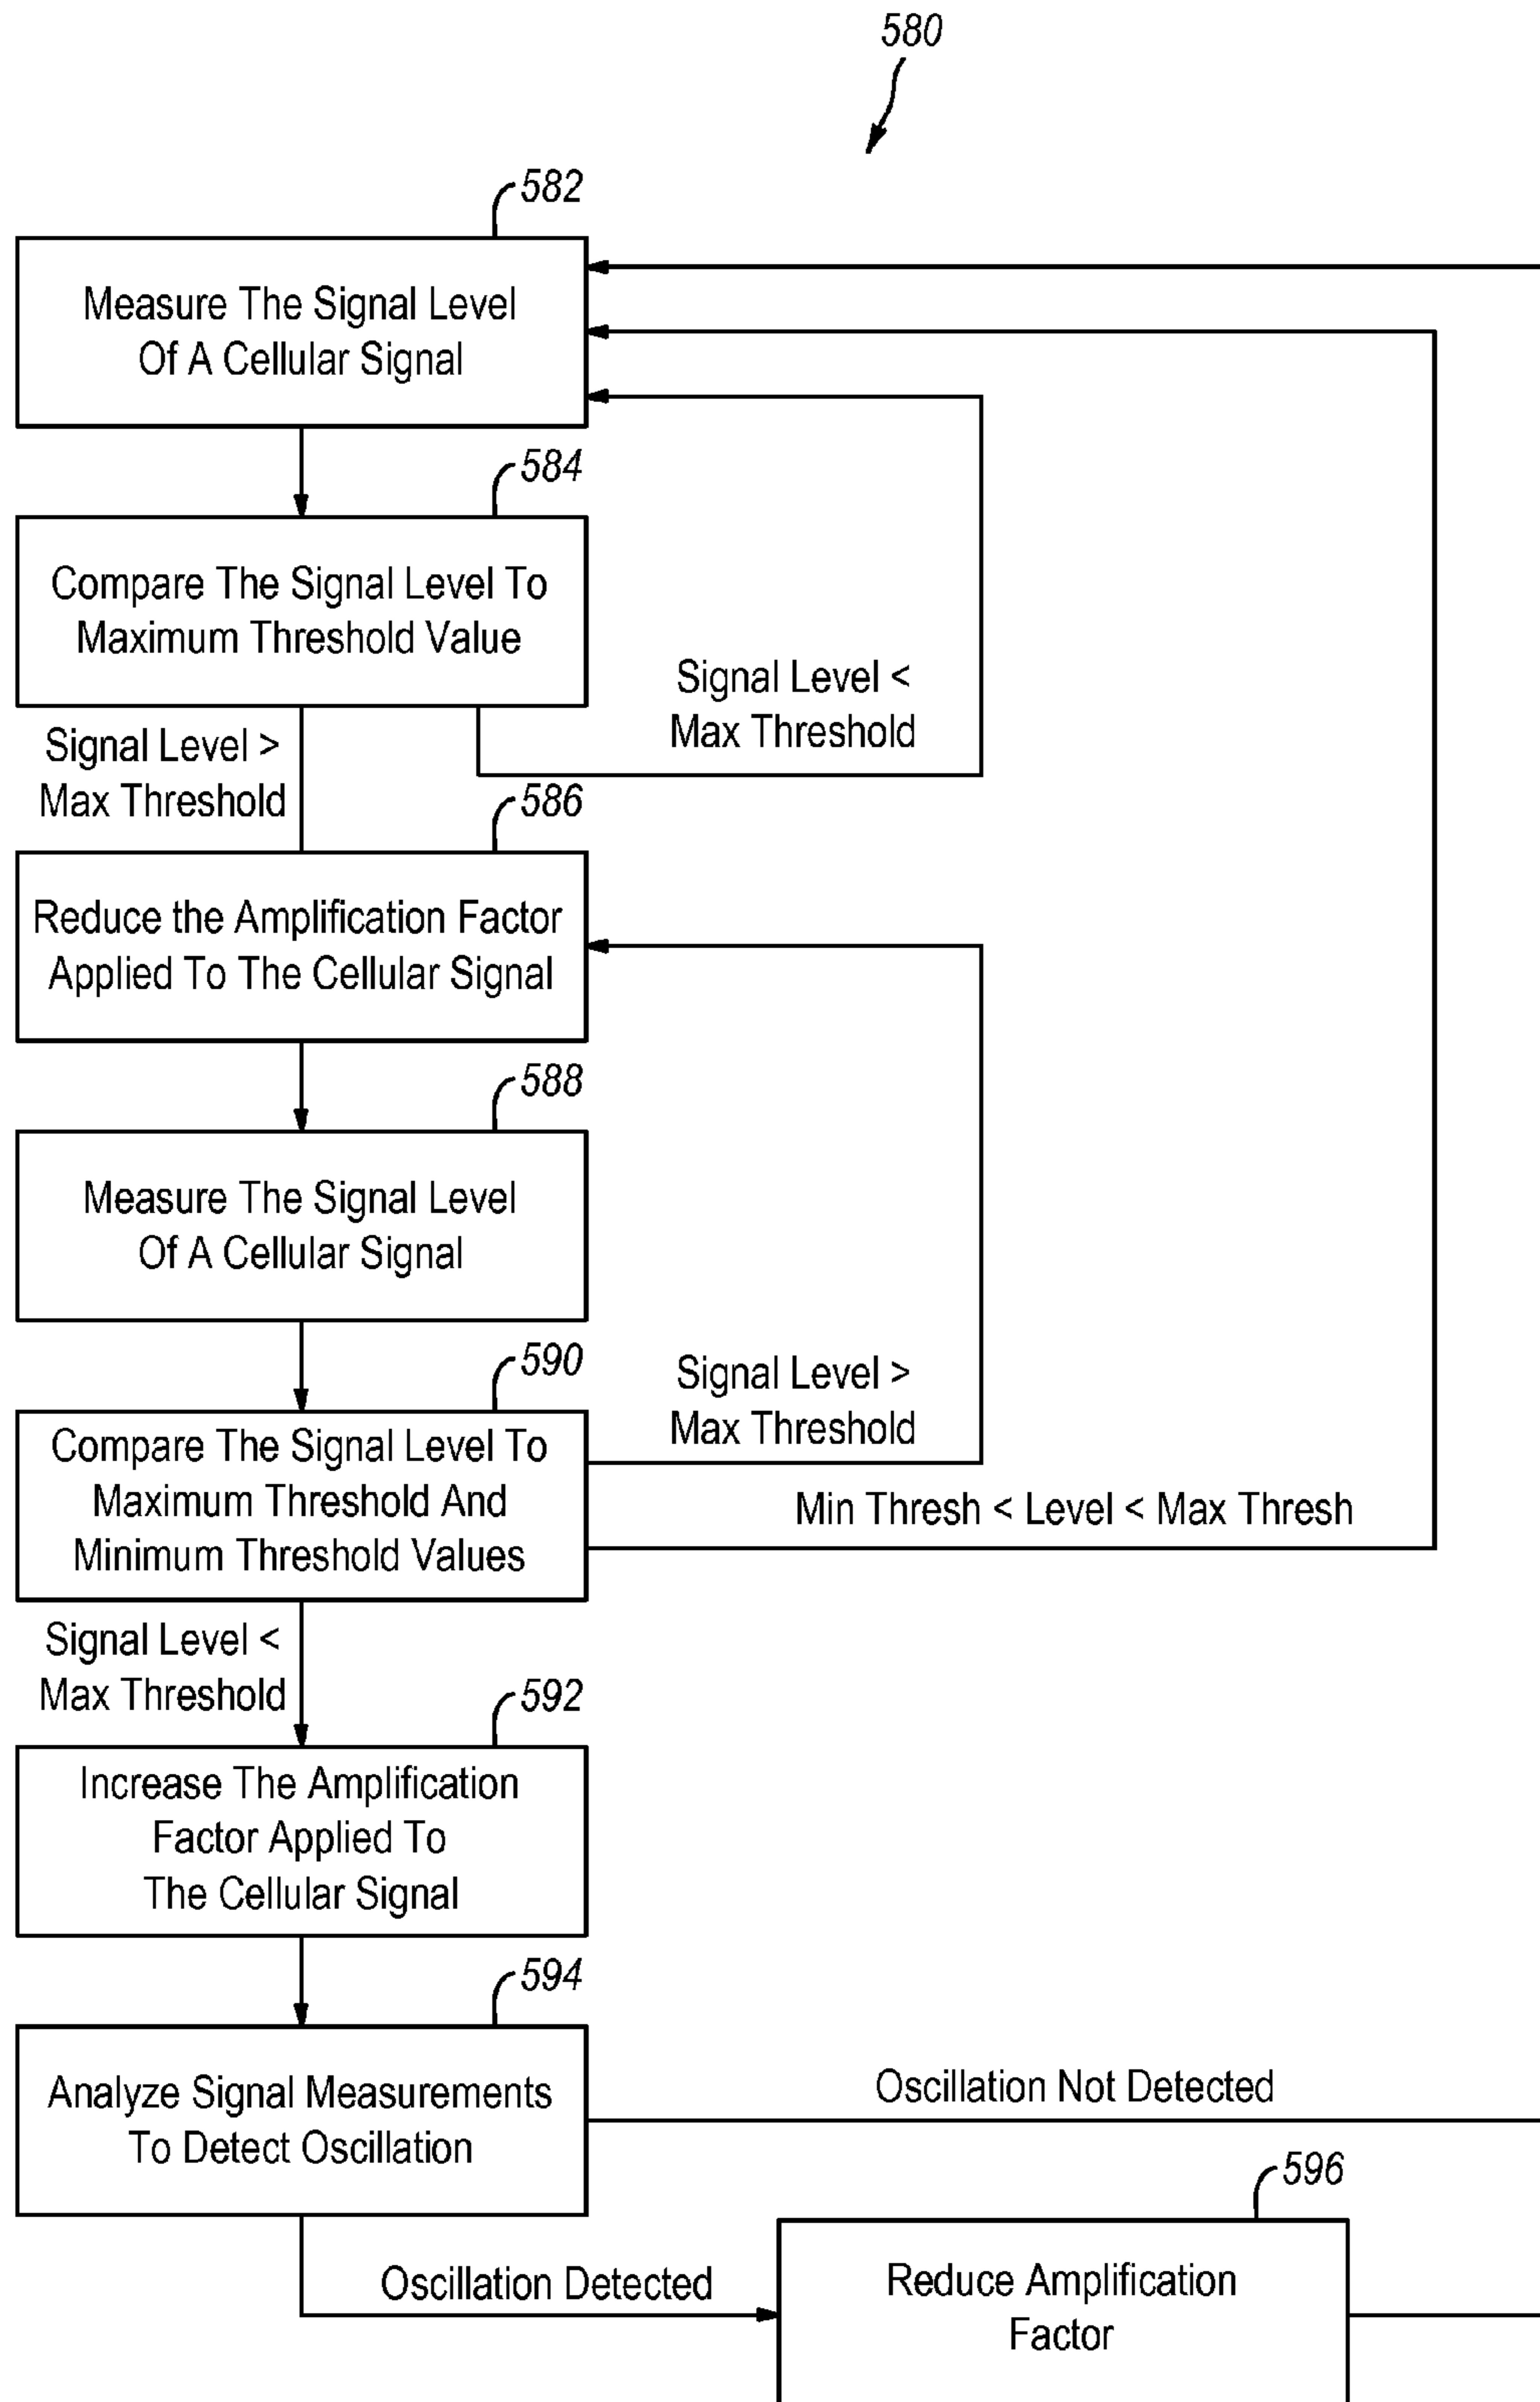 580
582
Measure The Signal Level
Of A Cellular Signal
584
Compare The Signal Level To
Maximum Threshold Value
Signal Level <
Max Threshold
Signal Level >
Max Threshold
586
Reduce the Amplification Factor
Applied To The Cellular Signal
588
Measure The Signal Level
Of A Cellular Signal
590
Compare The Signal Level To
Maximum Threshold And
Minimum Threshold Values
Signal Level >
Max Threshold
Min Thresh < Level < Max Thresh
Signal Level <
Max Threshold
592
Increase The Amplification
Factor Applied To
The Cellular Signal
594
Analyze Signal Measurements
To Detect Oscillation
Oscillation Not Detected
Oscillation Detected
596
Reduce Amplification
Factor